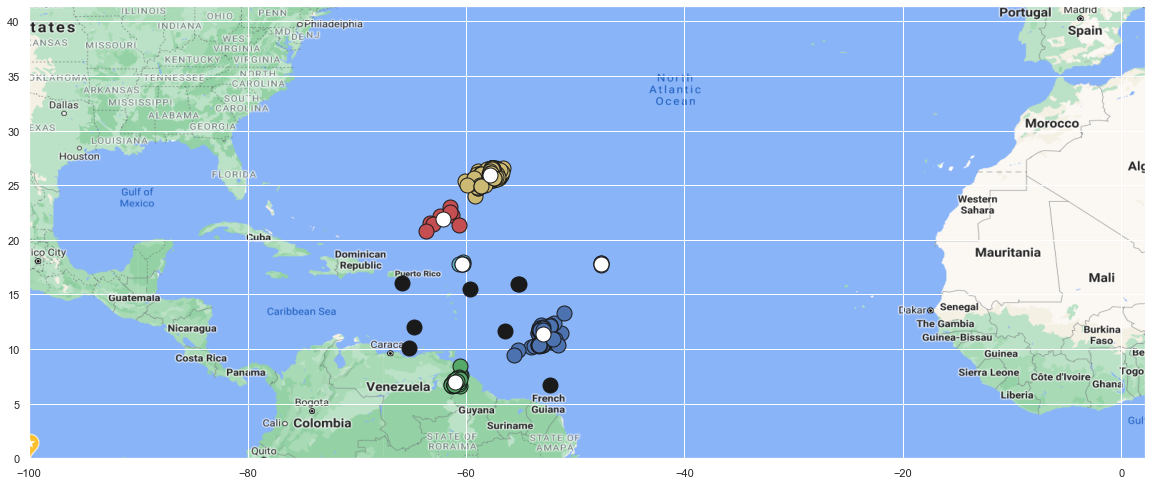 40
35
30
25
20
15
10
5
0
-100
-80
-60
-40
-20
0
tates
ILLINOIS
OHIO
PENN
INDIANA
Philadelphia
MD
DE NJ
KANSAS
MISSOURI
WEST
VIRGINIA
KENTUCKY
VIRGINIA
OKLAHOMA
TENNESSEE
NORTH
CAROLINA
ARKANSAS
MISSISSIPPI
SOUTH
CAROLINA
Dallas
ALABAMA
GEORGIA
EXAS
LOUISIANA
Houston
FLORIDA
Gulf of
Mexico
ico City
Cuba
Dominican
Republic
Puerto Rico
Guatemala
Caribbean Sea
Nicaragua
Costa Rica
Panama
Caraca
Venezuela
Bogota
Cali
Colombia
Quito
Guyana
Suriname
French
Guiana
STATE OF
RORAIMA
STATE OF
AMAPA
North
Atlantic
Ocean
Portugal
Madrid
Spain
Morocco
Alg
Western
Sahara
Mauritania
Mali
Dakar
Senegal
The Gambia
Guinea-Bissau
Guinea
Sierra Leone
Liberia
Côte d'Ivoire
Burkina
Faso
Be
Togo
Ghana
Gulf